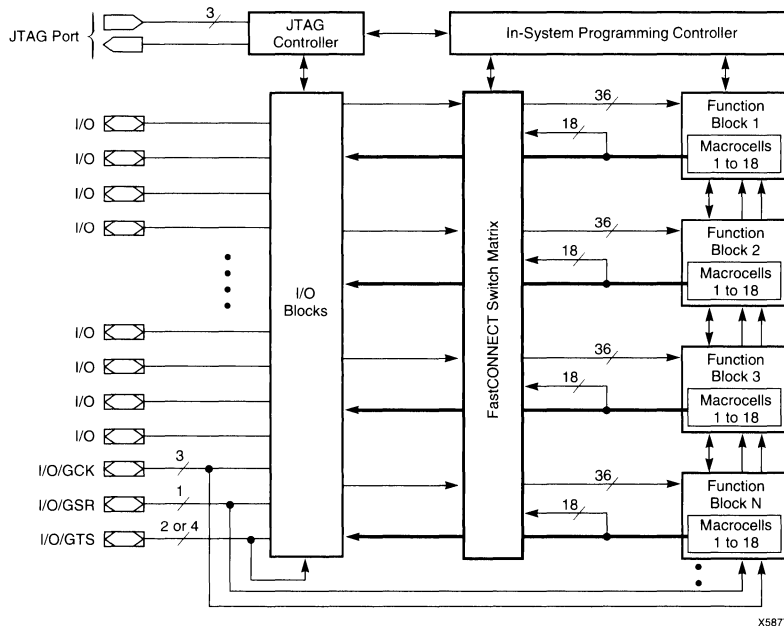 JTAG Port
3
JTAG
Controller
In-System Programming Controller
I/O
I/O
I/O
I/O
I/O
I/O
I/O
I/O
I/O/GCK
3
I/O/GSR
1
I/O/GTS
2 or 4
I/O
Blocks
FastCONNECT Switch Matrix
36
18
Function
Block 1
Macrocells
1 to 18
36
18
Function
Block 2
Macrocells
1 to 18
36
18
Function
Block 3
Macrocells
1 to 18
36
18
Function
Block N
Macrocells
1 to 18
X5877